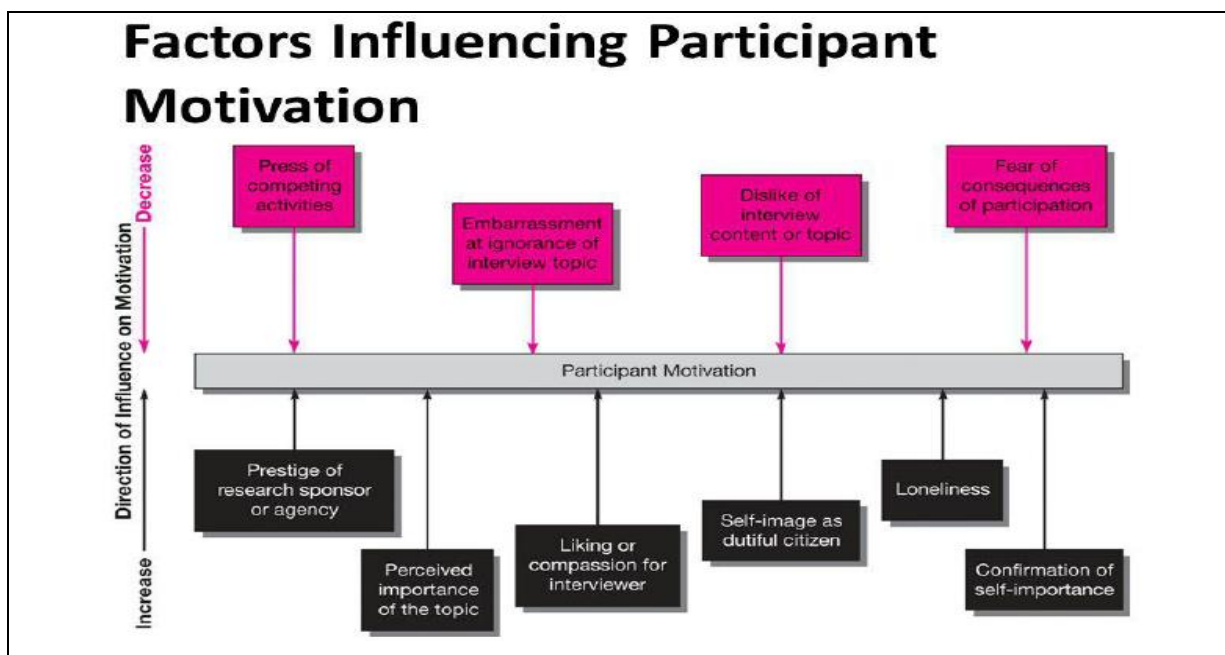 Factors Influencing Participant
Motivation
Direction of Influence on Motivation
Decrease
Increase
Press of
competing
activities
Embarrassment
at ignorance of
interview topic
Dislike of
interview
content or topic
Fear of
consequences
of participation
Participant Motivation
Prestige of
research sponsor
or agency
Perceived
importance
of the topic
Liking or
compassion for
interviewer
Self-image as
dutiful citizen
Loneliness
Confirmation of
self-importance